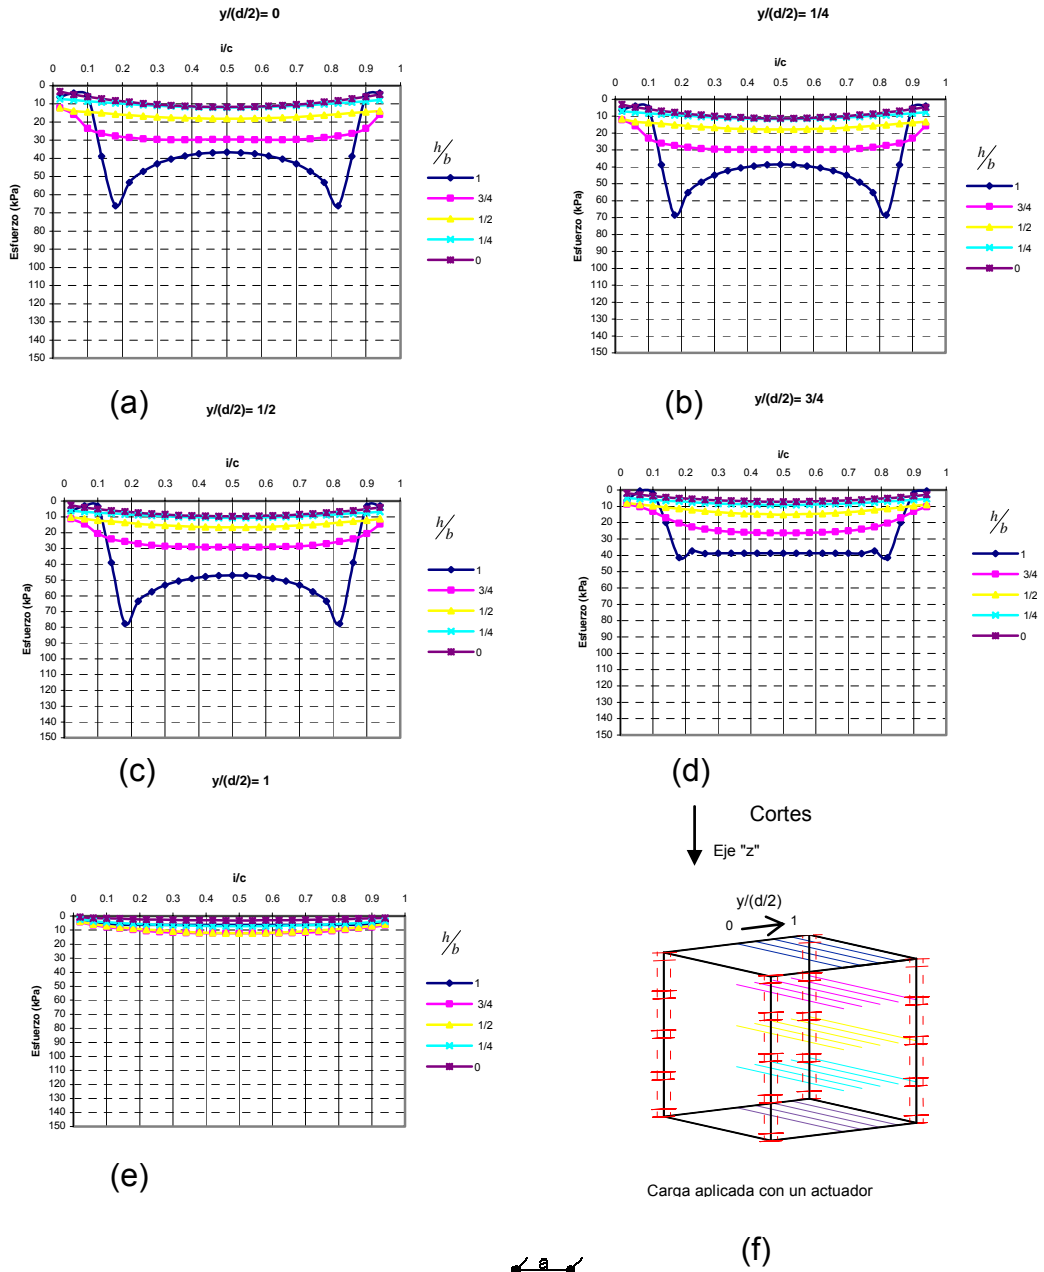 y/(d/2)= 0
i/c
0 0.1 0.2 0.3 0.4 0.5 0.6 0.7 0.8 0.9 1
0
10
20
30
40
50
60
70
80
90
100
110
120
130
140
150
Esfuerzo (kPa)
h/b
1
3/4
1/2
1/4
0
(a)
y/(d/2)= 1/4
i/c
0 0.1 0.2 0.3 0.4 0.5 0.6 0.7 0.8 0.9 1
0
10
20
30
40
50
60
70
80
90
100
110
120
130
140
150
Esfuerzo (kPa)
h/b
1
3/4
1/2
1/4
0
(b)
y/(d/2)= 1/2
i/c
0 0.1 0.2 0.3 0.4 0.5 0.6 0.7 0.8 0.9 1
0
10
20
30
40
50
60
70
80
90
100
110
120
130
140
150
Esfuerzo (kPa)
h/b
1
3/4
1/2
1/4
0
(c)
y/(d/2)= 3/4
i/c
0 0.1 0.2 0.3 0.4 0.5 0.6 0.7 0.8 0.9 1
0
10
20
30
40
50
60
70
80
90
100
110
120
130
140
150
Esfuerzo (kPa)
h/b
1
3/4
1/2
1/4
0
(d)
y/(d/2)= 1
i/c
0 0.1 0.2 0.3 0.4 0.5 0.6 0.7 0.8 0.9 1
0
10
20
30
40
50
60
70
80
90
100
110
120
130
140
150
Esfuerzo (kPa)
h/b
1
3/4
1/2
1/4
0
(e)
Cortes
Eje "z"
y/(d/2)
0 1
Carga aplicada con un actuador
(f)
a